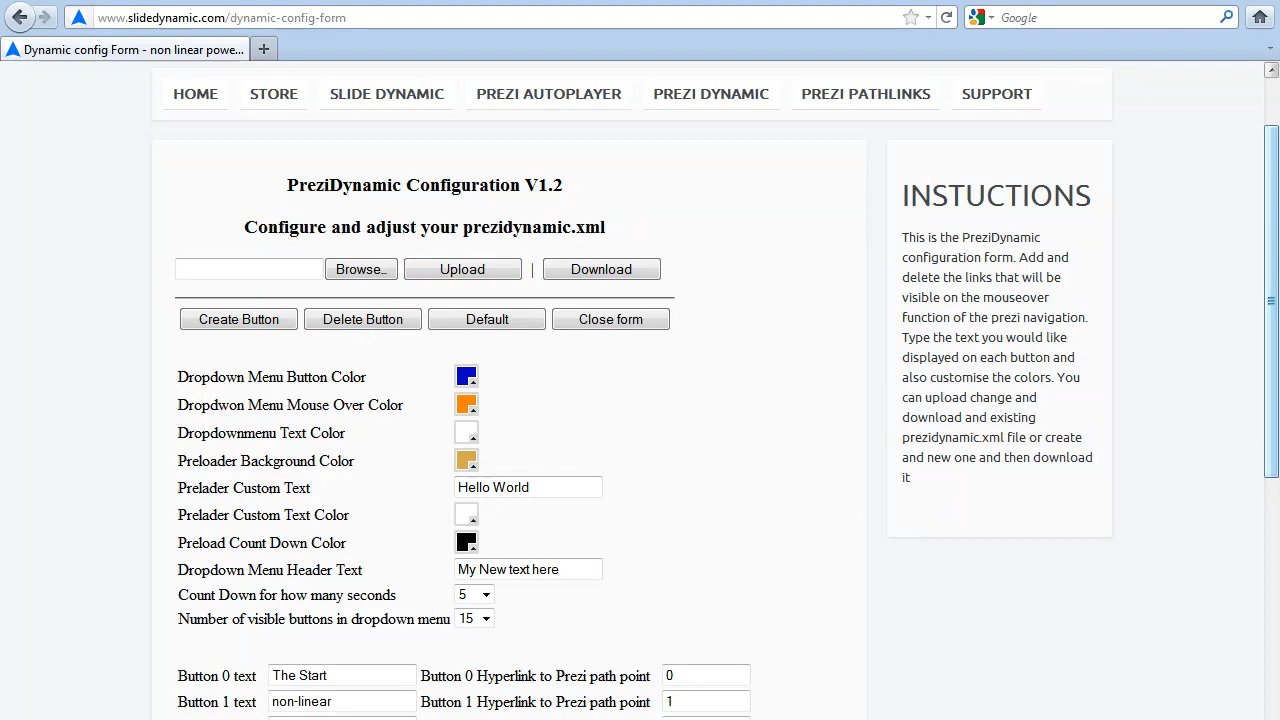 www.slidedynamic.com/dynamic-config-form
Google
Dynamic config Form - non linear powe...
HOME
STORE
SLIDE DYNAMIC
PREZI AUTOPLAYER
PREZI DYNAMIC
PREZI PATHLINKS
SUPPORT
PreziDynamic Configuration V1.2
Configure and adjust your prezidynamic.xml
Browse...
Upload
|
Download
Create Button
Delete Button
Default
Close form
Dropdown Menu Button Color
Dropdwon Menu Mouse Over Color
Dropdownmenu Text Color
Preloader Background Color
Prelader Custom Text
Hello World
Prelader Custom Text Color
Preload Count Down Color
Dropdown Menu Header Text
My New text here
Count Down for how many seconds
5
Number of visible buttons in dropdown menu
15
Button 0 text
The Start
Button 0 Hyperlink to Prezi path point
0
Button 1 text
non-linear
Button 1 Hyperlink to Prezi path point
1
INSTUCTIONS
This is the PreziDynamic
configuration form. Add and
delete the links that will be
visible on the mouseover
function of the prezi navigation.
Type the text you would like
displayed on each button and
also customise the colors. You
can upload change and
download and existing
prezidynamic.xml file or create
and new one and then download
it